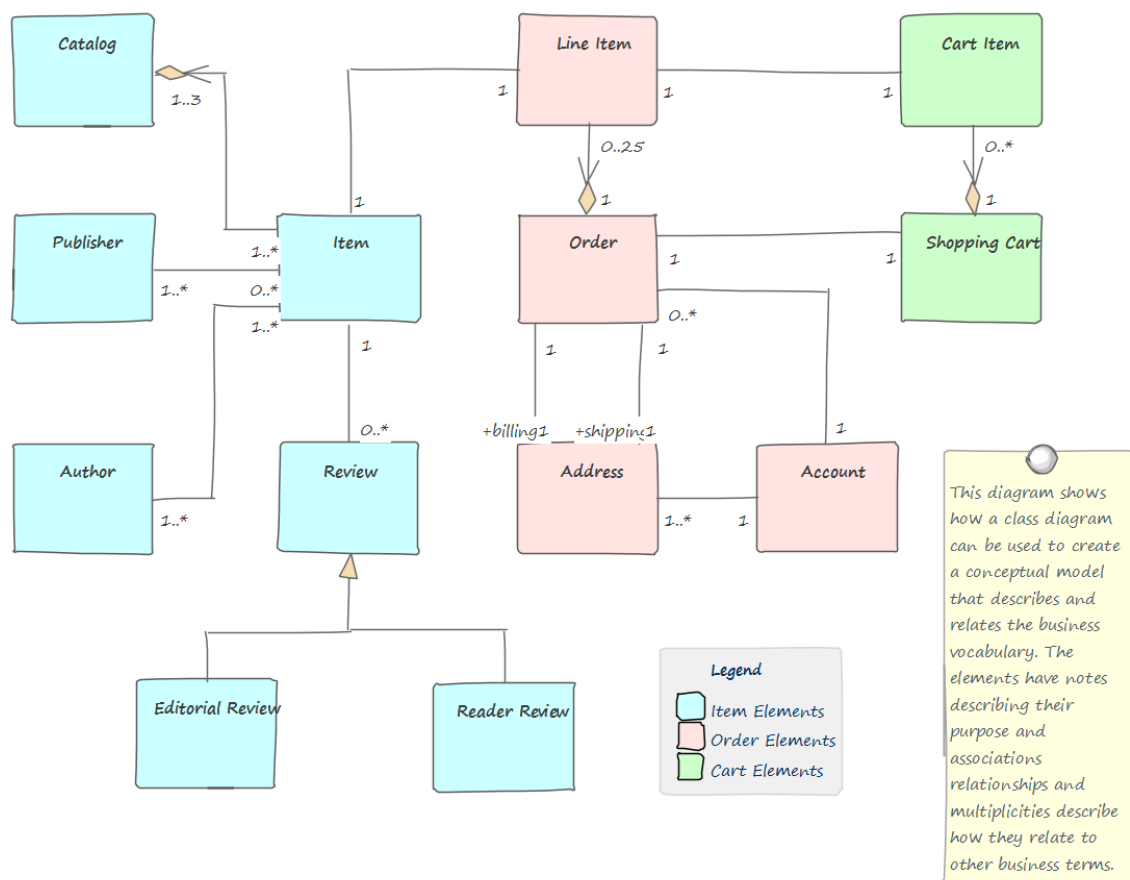 Catalog
Line Item
Cart Item
1..3
1
1
1
0..25
0..*
1
1
1
Publisher
Item
Order
Shopping Cart
1..*
1
1
1..*
0..*
0..*
1..*
1
1
1
0..*
+billing1
+shipping1
1
Author
Review
Address
Account
1..*
1..*
1
Editorial Review
Reader Review
Legend
Item Elements
Order Elements
Cart Elements
This diagram shows
how a class diagram
can be used to create
a conceptual model
that describes and
relates the business
vocabulary. The
elements have notes
describing their
purpose and
associations
relationships and
multiplicities describe
how they relate to
other business terms.